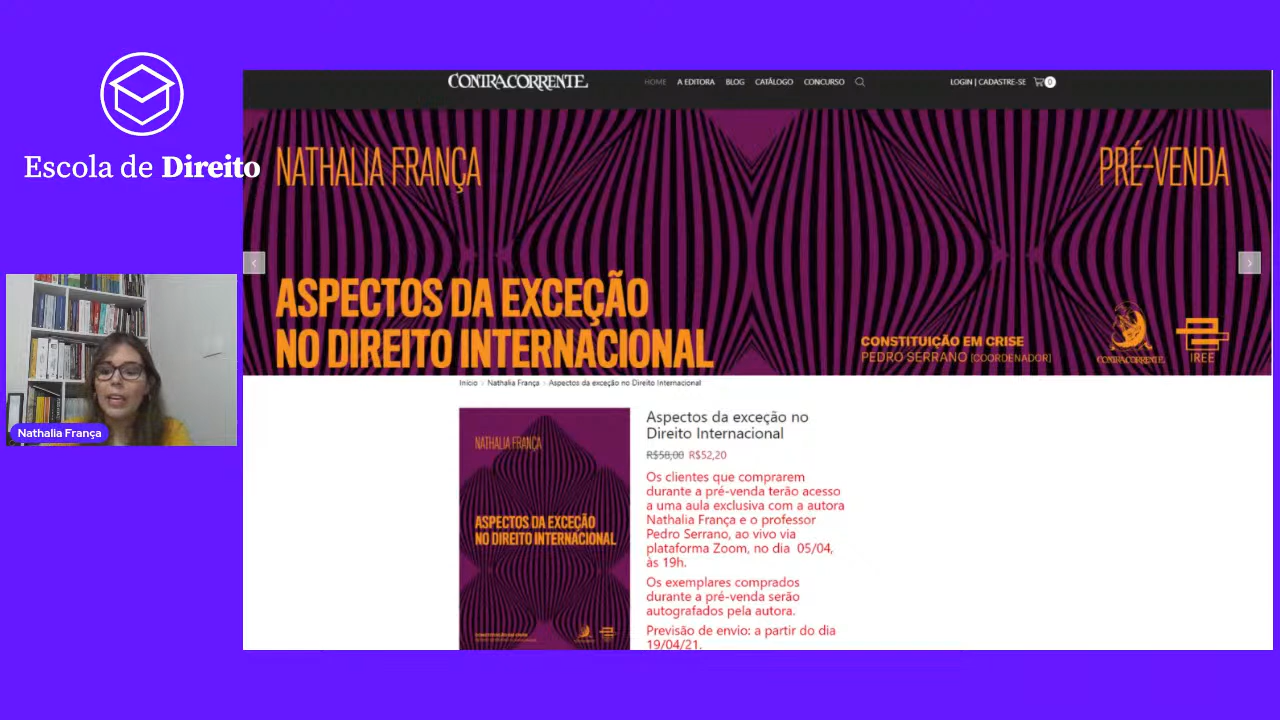 Escola de Direito
Nathalia França
CONTRACORRENTE
HOME A EDITORA BLOG CATÁLOGO CONCURSO
LOGIN | CADASTRE-SE 0
NATHALIA FRANÇA
PRÉ-VENDA
ASPECTOS DA EXCEÇÃO
NO DIREITO INTERNACIONAL
CONSTITUIÇÃO EM CRISE
PEDRO SERRANO [COORDENADOR]
CONTRACORRENTE
IREE
Início > Nathalia França > Aspectos da exceção no Direito Internacional
NATHALIA FRANÇA
ASPECTOS DA EXCEÇÃO
NO DIREITO INTERNACIONAL
Aspectos da exceção no
Direito Internacional
R$58,00 R$52,20
Os clientes que comprarem
durante a pré-venda terão acesso
a uma aula exclusiva com a autora
Nathalia França e o professor
Pedro Serrano, ao vivo via
plataforma Zoom, no dia 05/04,
às 19h.
Os exemplares comprados
durante a pré-venda serão
autografados pela autora.
Previsão de envio: a partir do dia
19/04/21.